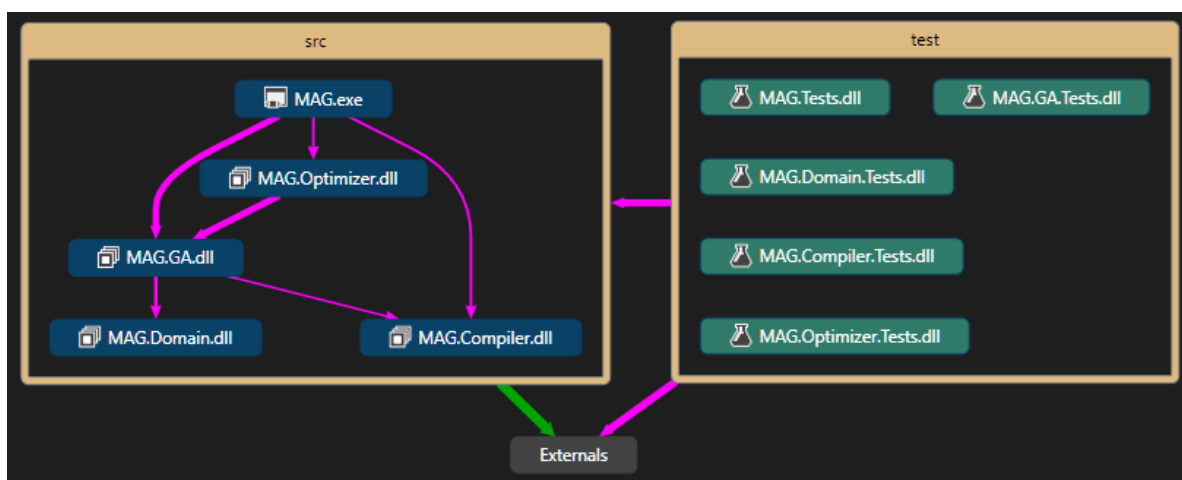 src
test
MAG.exe
MAG.Tests.dll
MAG.GA.Tests.dll
MAG.Optimizer.dll
MAG.Domain.Tests.dll
MAG.GA.dll
MAG.Compiler.Tests.dll
MAG.Domain.dll
MAG.Compiler.dll
MAG.Optimizer.Tests.dll
Externals